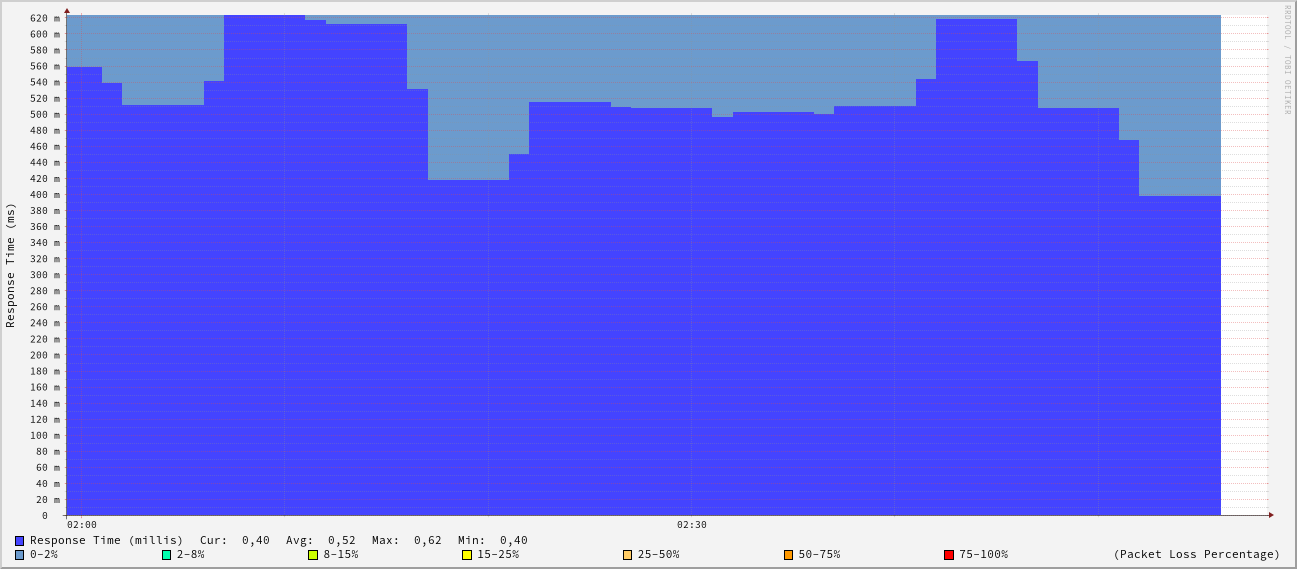 RRDTOOL / TOBI OETIKER
Response Time (ms)
620 m
600 m
580 m
560 m
540 m
520 m
500 m
480 m
460 m
440 m
420 m
400 m
380 m
360 m
340 m
320 m
300 m
280 m
260 m
240 m
220 m
200 m
180 m
160 m
140 m
120 m
100 m
80 m
60 m
40 m
20 m
0
02:00 02:30
Response Time (millis) Cur: 0,40 Avg: 0,52 Max: 0,62 Min: 0,40
0-2% 2-8% 8-15% 15-25% 25-50% 50-75% 75-100% (Packet Loss Percentage)